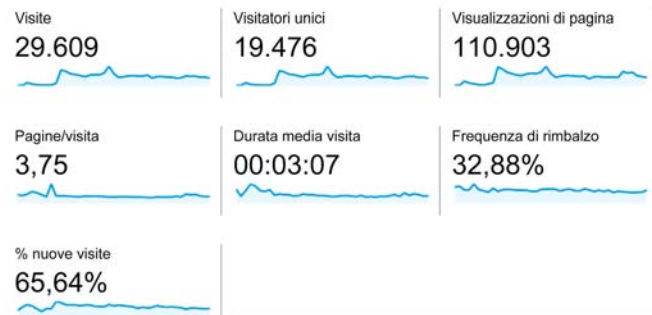 Visite
29.609
Visitatori unici
19.476
Visualizzazioni di pagina
110.903
Pagine/visita
3,75
Durata media visita
00:03:07
Frequenza di rimbalzo
32,88%
% nuove visite
65,64%